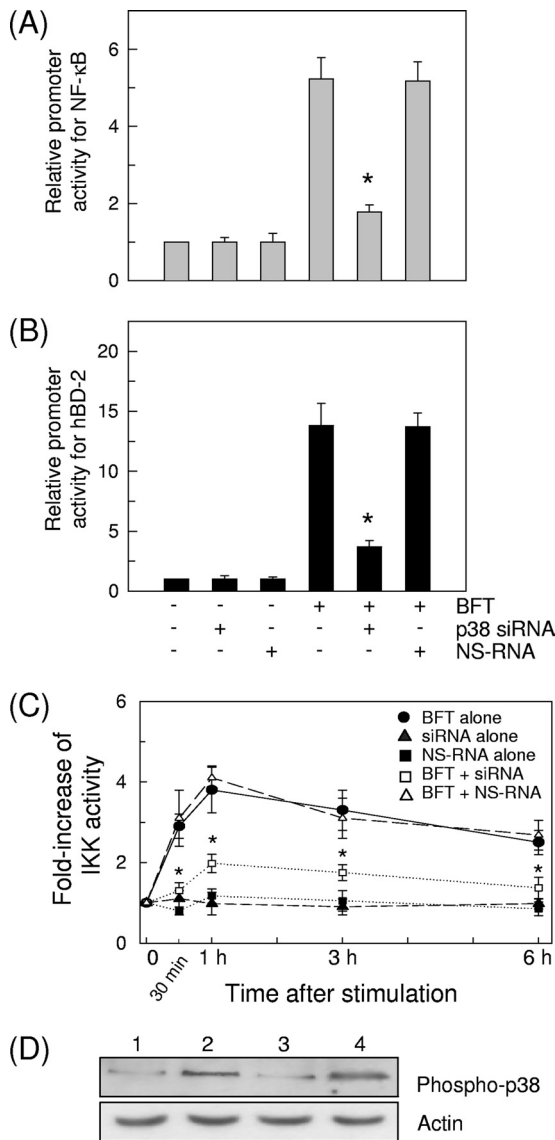 (A)
Relative promoter
activity for NF-κB
6
4
2
0
*
(B)
Relative promoter
activity for hBD-2
20
15
10
5
0
*
- - - + + + BFT
- + - - + - p38 siRNA
- - + - - + NS-RNA
(C)
Fold-increase of
IKK activity
6
4
2
0
BFT alone
siRNA alone
NS-RNA alone
BFT + siRNA
BFT + NS-RNA
* * * *
0 30 min 1 h 3 h 6 h
Time after stimulation
(D)
1 2 3 4
Phospho-p38
Actin